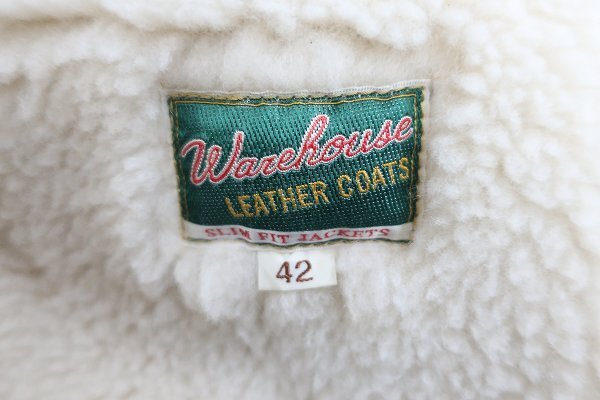 Warehouse
LEATHER COATS
SLIM FIT JACKETS
42